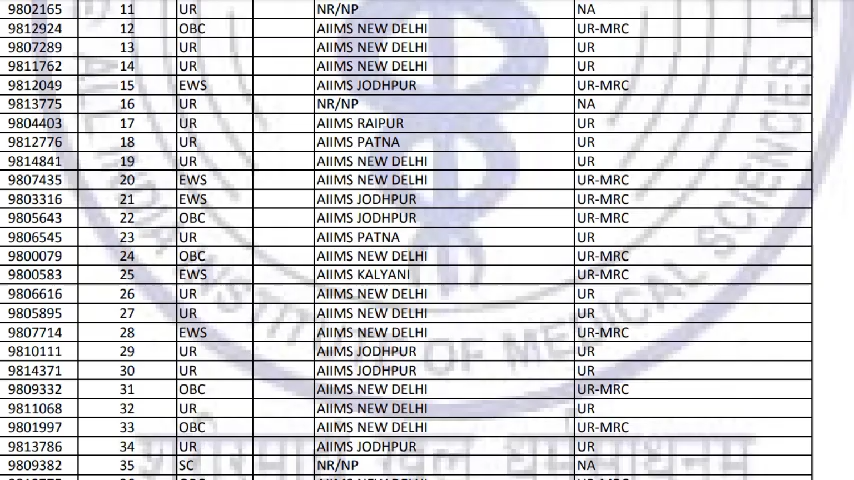 9802165 11 UR NR/NP NA
9812924 12 OBC AIIMS NEW DELHI UR-MRC
9807289 13 UR AIIMS NEW DELHI UR
9811762 14 UR AIIMS NEW DELHI UR
9812049 15 EWS AIIMS JODHPUR UR-MRC
9813775 16 UR NR/NP NA
9804403 17 UR AIIMS RAIPUR UR
9812776 18 UR AIIMS PATNA UR
9814841 19 UR AIIMS NEW DELHI UR
9807435 20 EWS AIIMS NEW DELHI UR-MRC
9803316 21 EWS AIIMS JODHPUR UR-MRC
9805643 22 OBC AIIMS JODHPUR UR-MRC
9806545 23 UR AIIMS PATNA UR
9800079 24 OBC AIIMS NEW DELHI UR-MRC
9800583 25 EWS AIIMS KALYANI UR-MRC
9806616 26 UR AIIMS NEW DELHI UR
9805895 27 UR AIIMS NEW DELHI UR
9807714 28 EWS AIIMS NEW DELHI UR-MRC
9810111 29 UR AIIMS JODHPUR UR
9814371 30 UR AIIMS JODHPUR UR
9809332 31 OBC AIIMS NEW DELHI UR-MRC
9811068 32 UR AIIMS NEW DELHI UR
9801997 33 OBC AIIMS NEW DELHI UR-MRC
9813786 34 UR AIIMS JODHPUR UR
9809382 35 SC NR/NP NA
ALL INDIA INSTITUTE OF MEDICAL SCIENCES